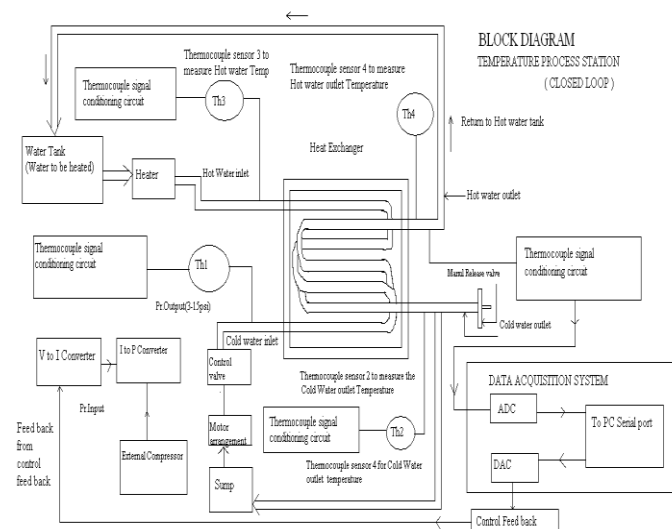 BLOCK DIAGRAM
TEMPERATURE PROCESS STATION
( CLOSED LOOP )
Thermocouple sensor 3 to
measure Hot water Temp
Thermocouple sensor 4 to measure
Hot water outlet Temperature
Thermocouple signal
conditioning circuit
Th3
Th4
Return to Hot water tank
Water Tank
(Water to be heated)
Heater
Hot Water inlet
Heat Exchanger
Hot water outlet
Thermocouple signal
conditioning circuit
Th1
Pr.Output(3-15psi)
Thermocouple signal
conditioning circuit
Manual Release valve
Cold water outlet
Cold water inlet
V to I Converter
I to P Converter
Control
valve
Thermocouple sensor 2 to measure the
Cold Water outlet Temperature
DATA ACQUISITION SYSTEM
Pr.Input
ADC
To PC Serial port
Feed back
from
control
feed back
External Compressor
Motor
arrangement
Thermocouple signal
conditioning circuit
Th2
DAC
Sump
Thermocouple sensor 4 for Cold Water
outlet temperature
Control Feed back